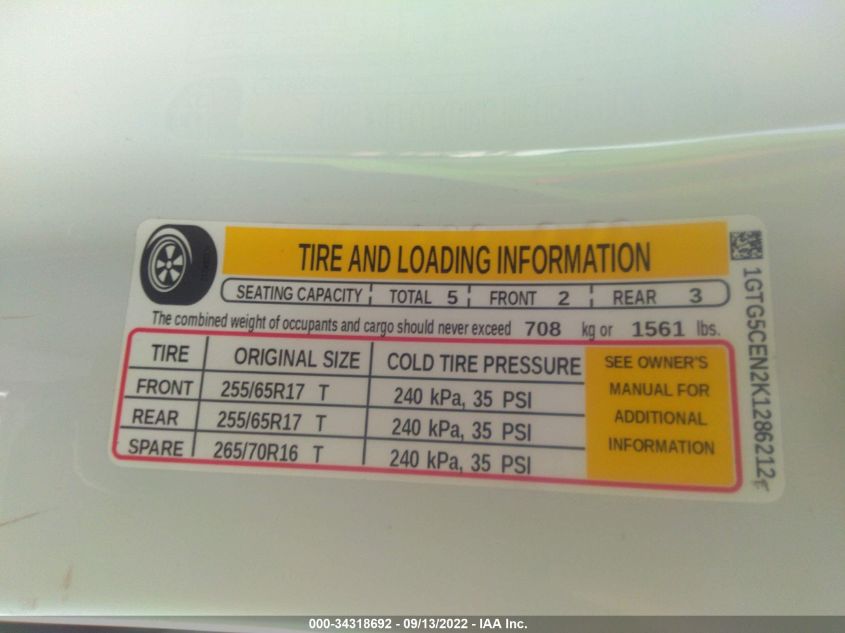 TIRE AND LOADING INFORMATION
SEATING CAPACITY TOTAL 5 FRONT 2 REAR 3
The combined weight of occupants and cargo should never exceed 708 kg or 1561 lbs.
TIRE ORIGINAL SIZE COLD TIRE PRESSURE
FRONT 255/65R17 T 240 kPa, 35 PSI
REAR 255/65R17 T 240 kPa, 35 PSI
SPARE 265/70R16 T 240 kPa, 35 PSI
SEE OWNER'S
MANUAL FOR
ADDITIONAL
INFORMATION
1GTG5CEN2K1286212
000-34318692 - 09/13/2022 - IAA Inc.